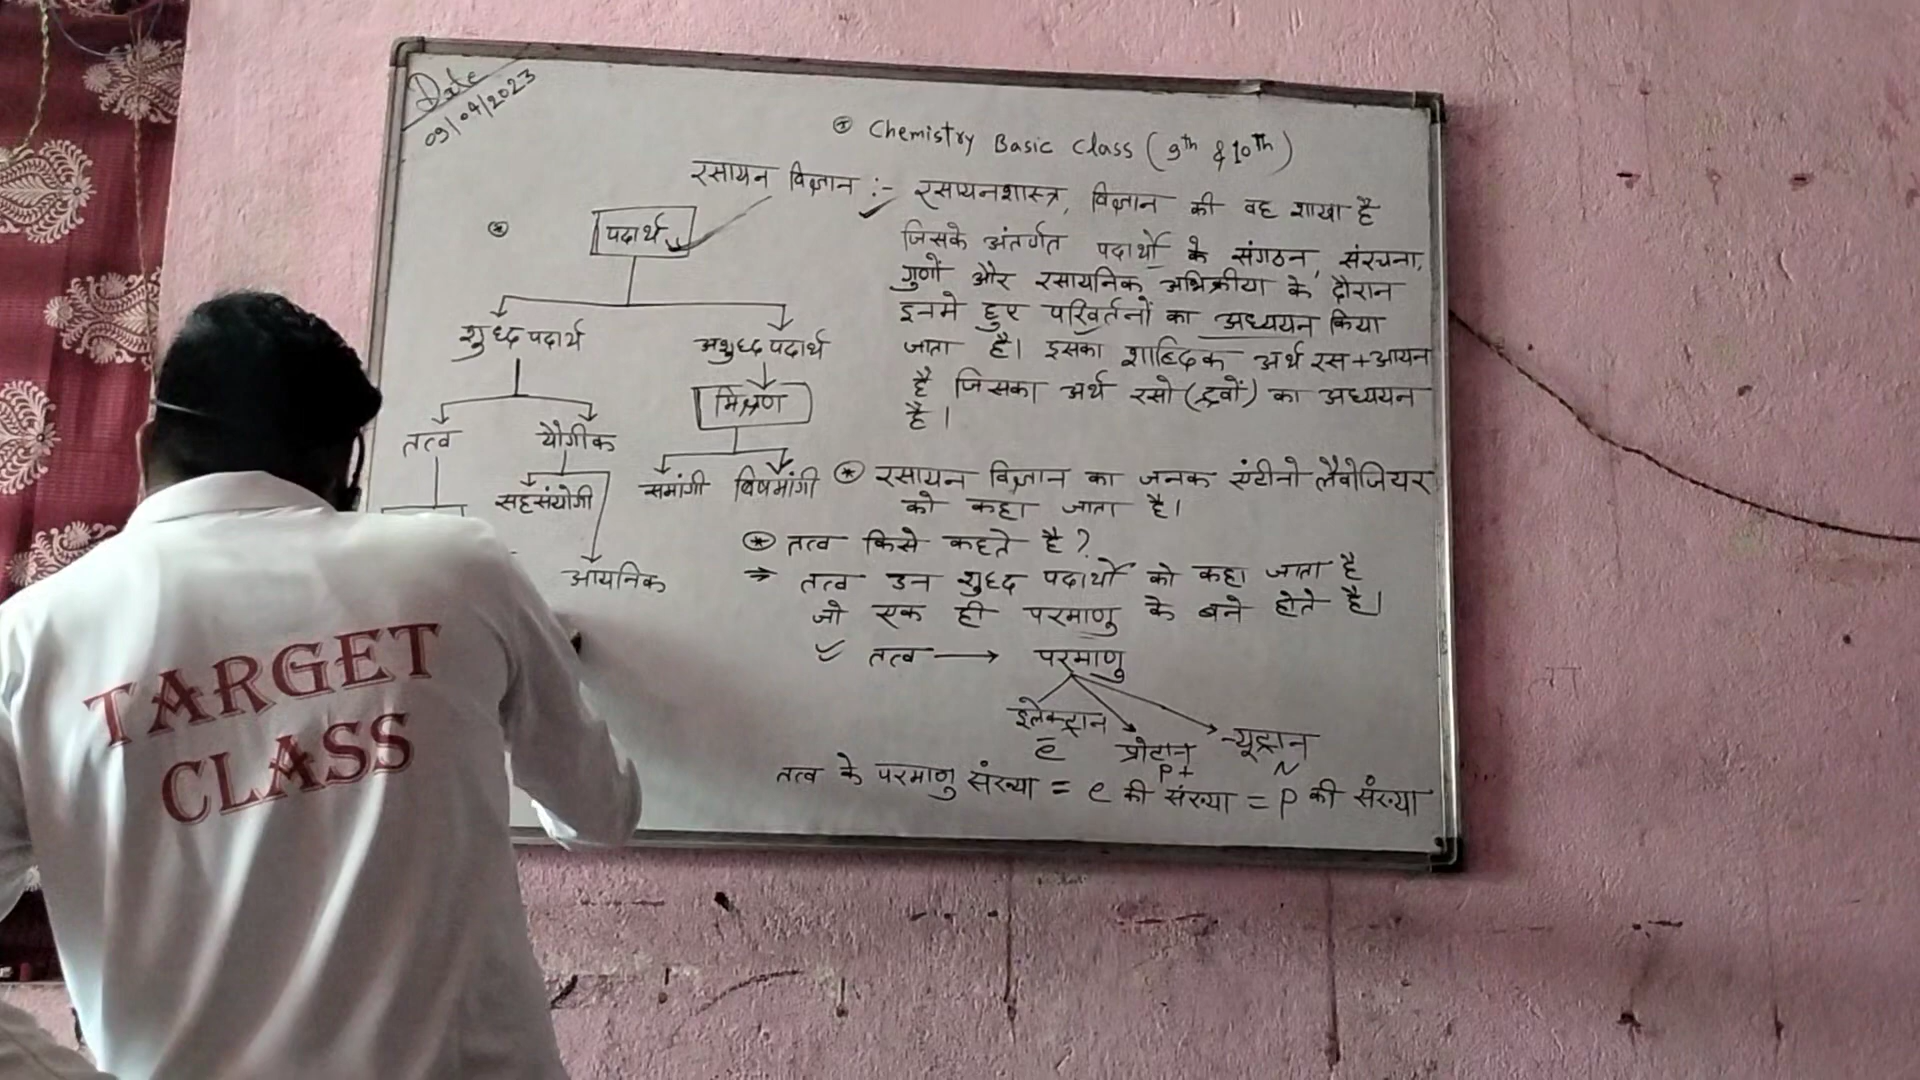 Date
09/04/2023
⊛ Chemistry Basic Class (9th & 10th)
रसायन विज्ञान :- रसायनशास्त्र, विज्ञान की वह शाखा है
जिसके अंतर्गत पदार्थो के संगठन, संरचना,
गुणों और रसायनिक अभिक्रीया के दौरान
इनमे हुए परिवर्तनों का अध्ययन किया
जाता है। इसका शाब्दिक अर्थ रस+आयन
है जिसका अर्थ रसो (द्रवों) का अध्ययन
है।
⊛ पदार्थ
शुध्द पदार्थ अशुध्द पदार्थ
मिश्रण
तत्व यौगीक
सहसंयोगी समांगी विषमांगी
आयनिक
⊛ रसायन विज्ञान का जनक एंटीनो लैवोजियर
को कहा जाता है।
⊛ तत्व किसे कहते है?
⇒ तत्व उन शुध्द पदार्थो को कहा जाता है
जो एक ही परमाणु के बने होते है।
तत्व → परमाणु
इलेक्ट्रान प्रोटान न्यूट्रान
e P+ N
तत्व के परमाणु संख्या = e की संख्या = P की संख्या
TARGET
CLASS